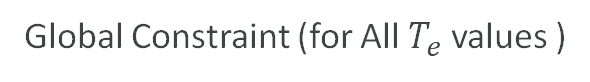 Global Constraint (for All Tₑ values )